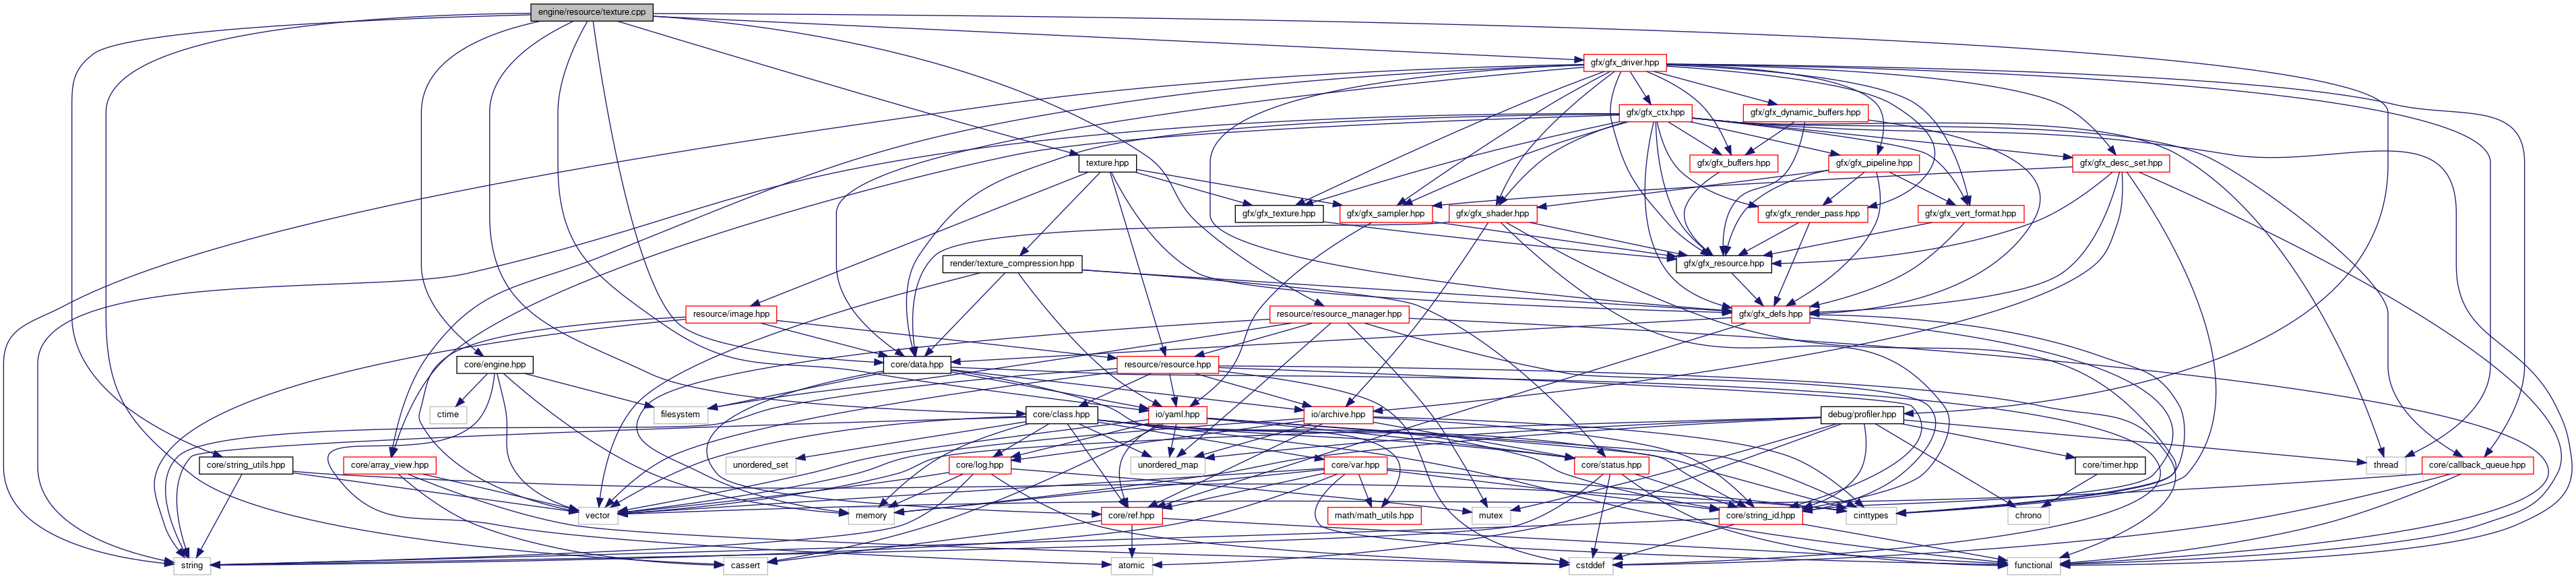 engine/resource/texture.cpp
gfx/gfx_driver.hpp
gfx/gfx_ctx.hpp
gfx/gfx_dynamic_buffers.hpp
texture.hpp
gfx/gfx_buffers.hpp
gfx/gfx_pipeline.hpp
gfx/gfx_desc_set.hpp
gfx/gfx_texture.hpp
gfx/gfx_sampler.hpp
gfx/gfx_shader.hpp
gfx/gfx_render_pass.hpp
gfx/gfx_vert_format.hpp
render/texture_compression.hpp
gfx/gfx_resource.hpp
resource/image.hpp
resource/resource_manager.hpp
gfx/gfx_defs.hpp
core/engine.hpp
core/data.hpp
resource/resource.hpp
ctime
filesystem
core/class.hpp
io/yaml.hpp
io/archive.hpp
debug/profiler.hpp
core/string_utils.hpp
core/array_view.hpp
unordered_set
core/log.hpp
unordered_map
core/var.hpp
core/status.hpp
core/timer.hpp
thread
core/callback_queue.hpp
vector
memory
core/ref.hpp
math/math_utils.hpp
mutex
core/string_id.hpp
cinttypes
chrono
string
cassert
atomic
cstddef
functional